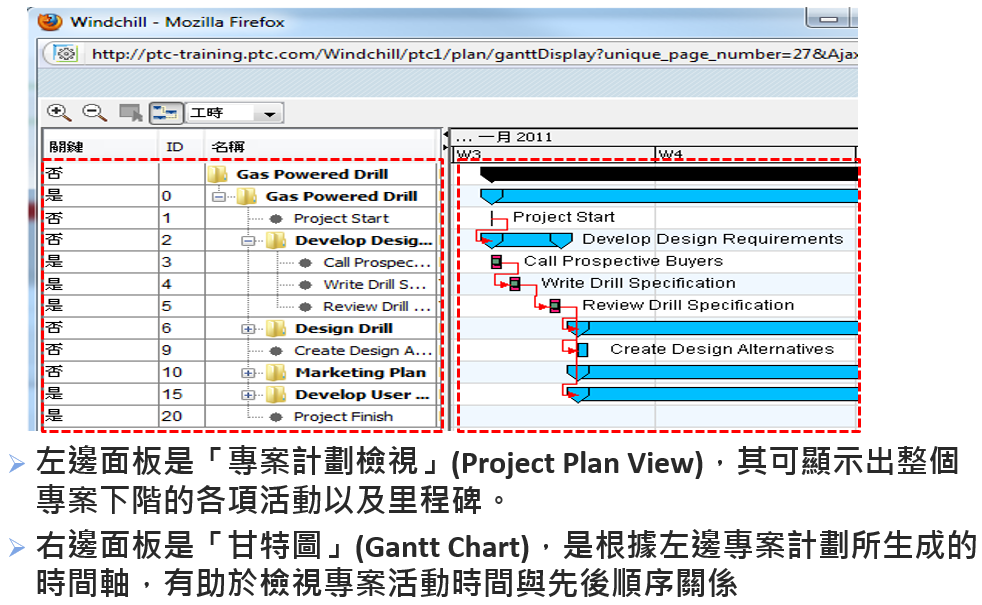 Windchill - Mozilla Firefox
http://ptc-training.ptc.com/Windchill/ptc1/plan/ganttDisplay?unique_page_number=27&Ajax
工時
... 一月 2011
關鍵 ID 名稱
W3 W4
否 Gas Powered Drill
是 0 Gas Powered Drill
否 1 Project Start Project Start
否 2 Develop Desig... Develop Design Requirements
是 3 Call Prospec... Call Prospective Buyers
是 4 Write Drill S... Write Drill Specification
是 5 Review Drill ... Review Drill Specification
否 6 Design Drill
否 9 Create Design A... Create Design Alternatives
否 10 Marketing Plan
是 15 Develop User ...
是 20 Project Finish
➢ 左邊面板是「專案計劃檢視」(Project Plan View)，其可顯示出整個
專案下階的各項活動以及里程碑。
➢ 右邊面板是「甘特圖」(Gantt Chart)，是根據左邊專案計劃所生成的
時間軸，有助於檢視專案活動時間與先後順序關係